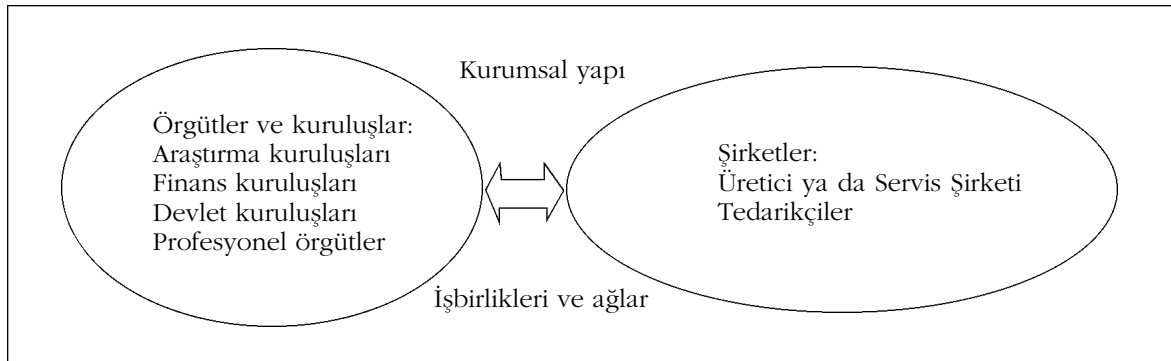 Kurumsal yapı
Örgütler ve kuruluşlar:
Araştırma kuruluşları
Finans kuruluşları
Devlet kuruluşları
Profesyonel örgütler
Şirketler:
Üretici ya da Servis Şirketi
Tedarikçiler
İşbirlikleri ve ağlar